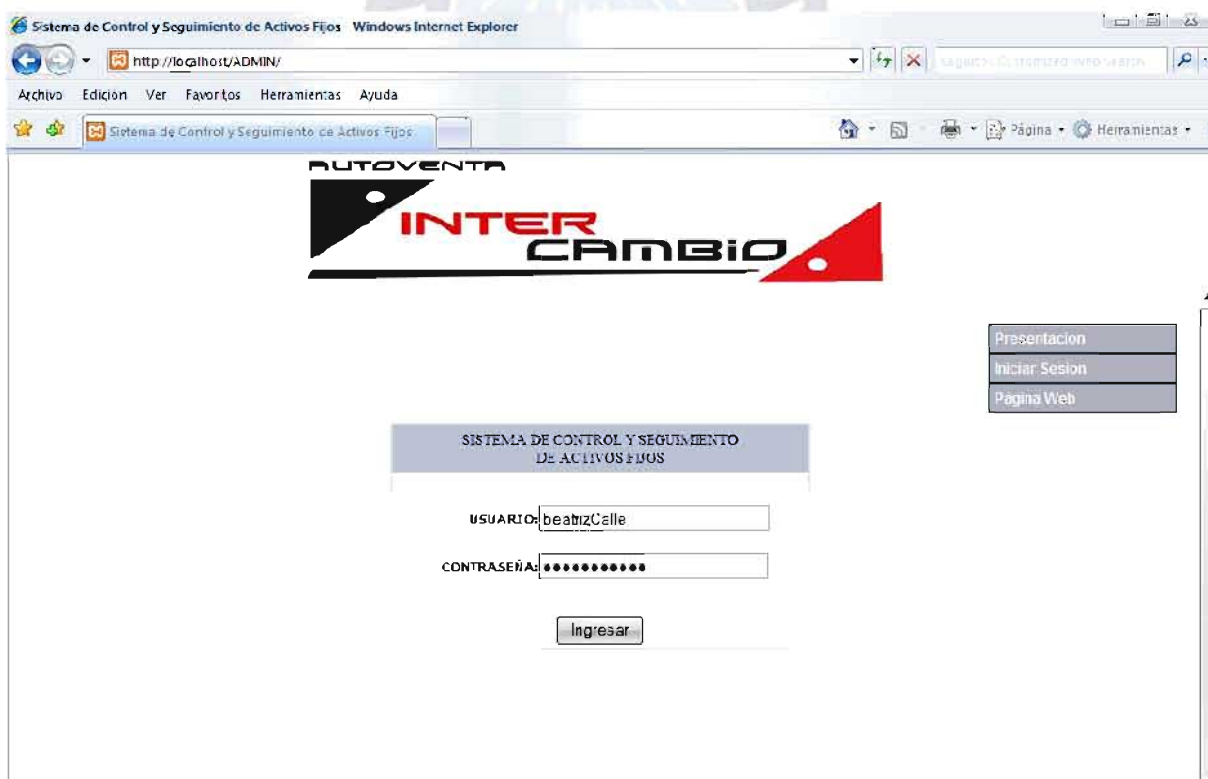 Sistema de Control y Seguimiento de Activos Fijos Windows Internet Explorer
http://localhost/ADMIN/
Archivo Edición Ver Favoritos Herramientas Ayuda
Sistema de Control y Seguimiento de Activos Fijos
Página Herramientas
AUTOVENTA
INTER
CAMBIO
Presentacion
Iniciar Sesion
Pagina Web
SISTEMA DE CONTROL Y SEGUIMIENTO
DE ACTIVOS FIJOS
USUARIO: beatrizCalle
CONTRASEÑA: ●●●●●●●●●●●
Ingresar